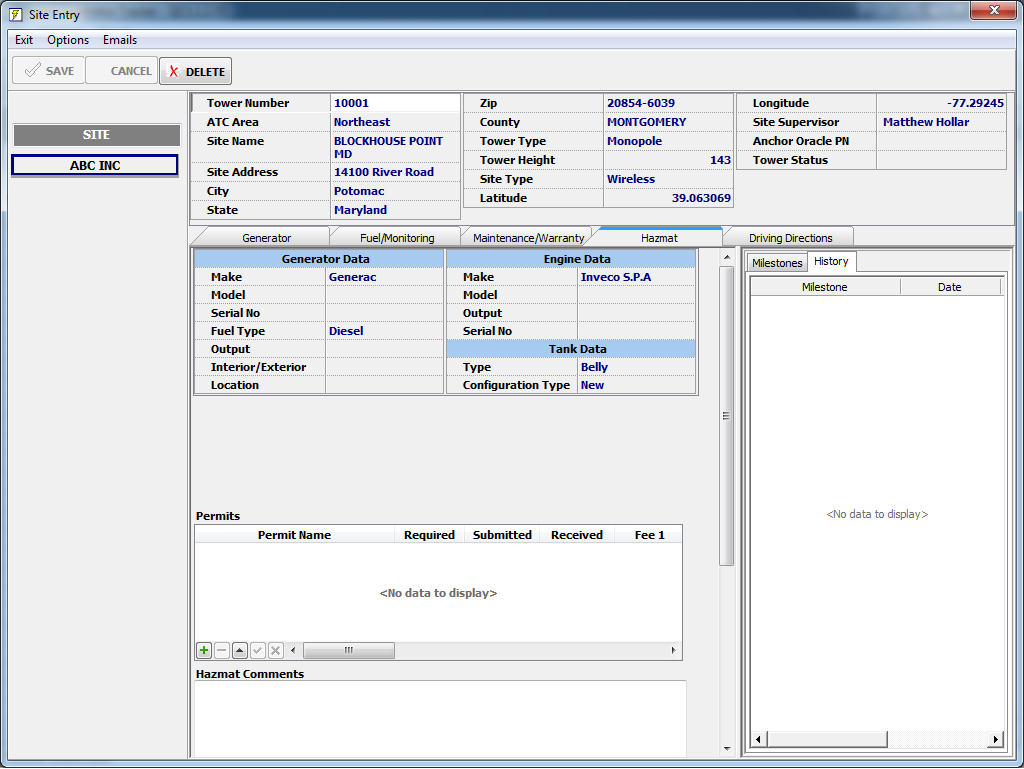 Site Entry
Exit Options Emails
SAVE CANCEL X DELETE
SITE
ABC INC
Tower Number 10001
ATC Area Northeast
Site Name BLOCKHOUSE POINT
MD
Site Address 14100 River Road
City Potomac
State Maryland
Zip 20854-6039
County MONTGOMERY
Tower Type Monopole
Tower Height 143
Site Type Wireless
Latitude 39.063069
Longitude -77.29245
Site Supervisor Matthew Hollar
Anchor Oracle PN
Tower Status
Generator Fuel/Monitoring Maintenance/Warranty Hazmat Driving Directions
Generator Data
Make Generac
Model
Serial No
Fuel Type Diesel
Output
Interior/Exterior
Location
Engine Data
Make Inveco S.P.A
Model
Output
Serial No
Tank Data
Type Belly
Configuration Type New
Permits
Permit Name Required Submitted Received Fee 1
<No data to display>
Hazmat Comments
Milestones History
Milestone Date
<No data to display>